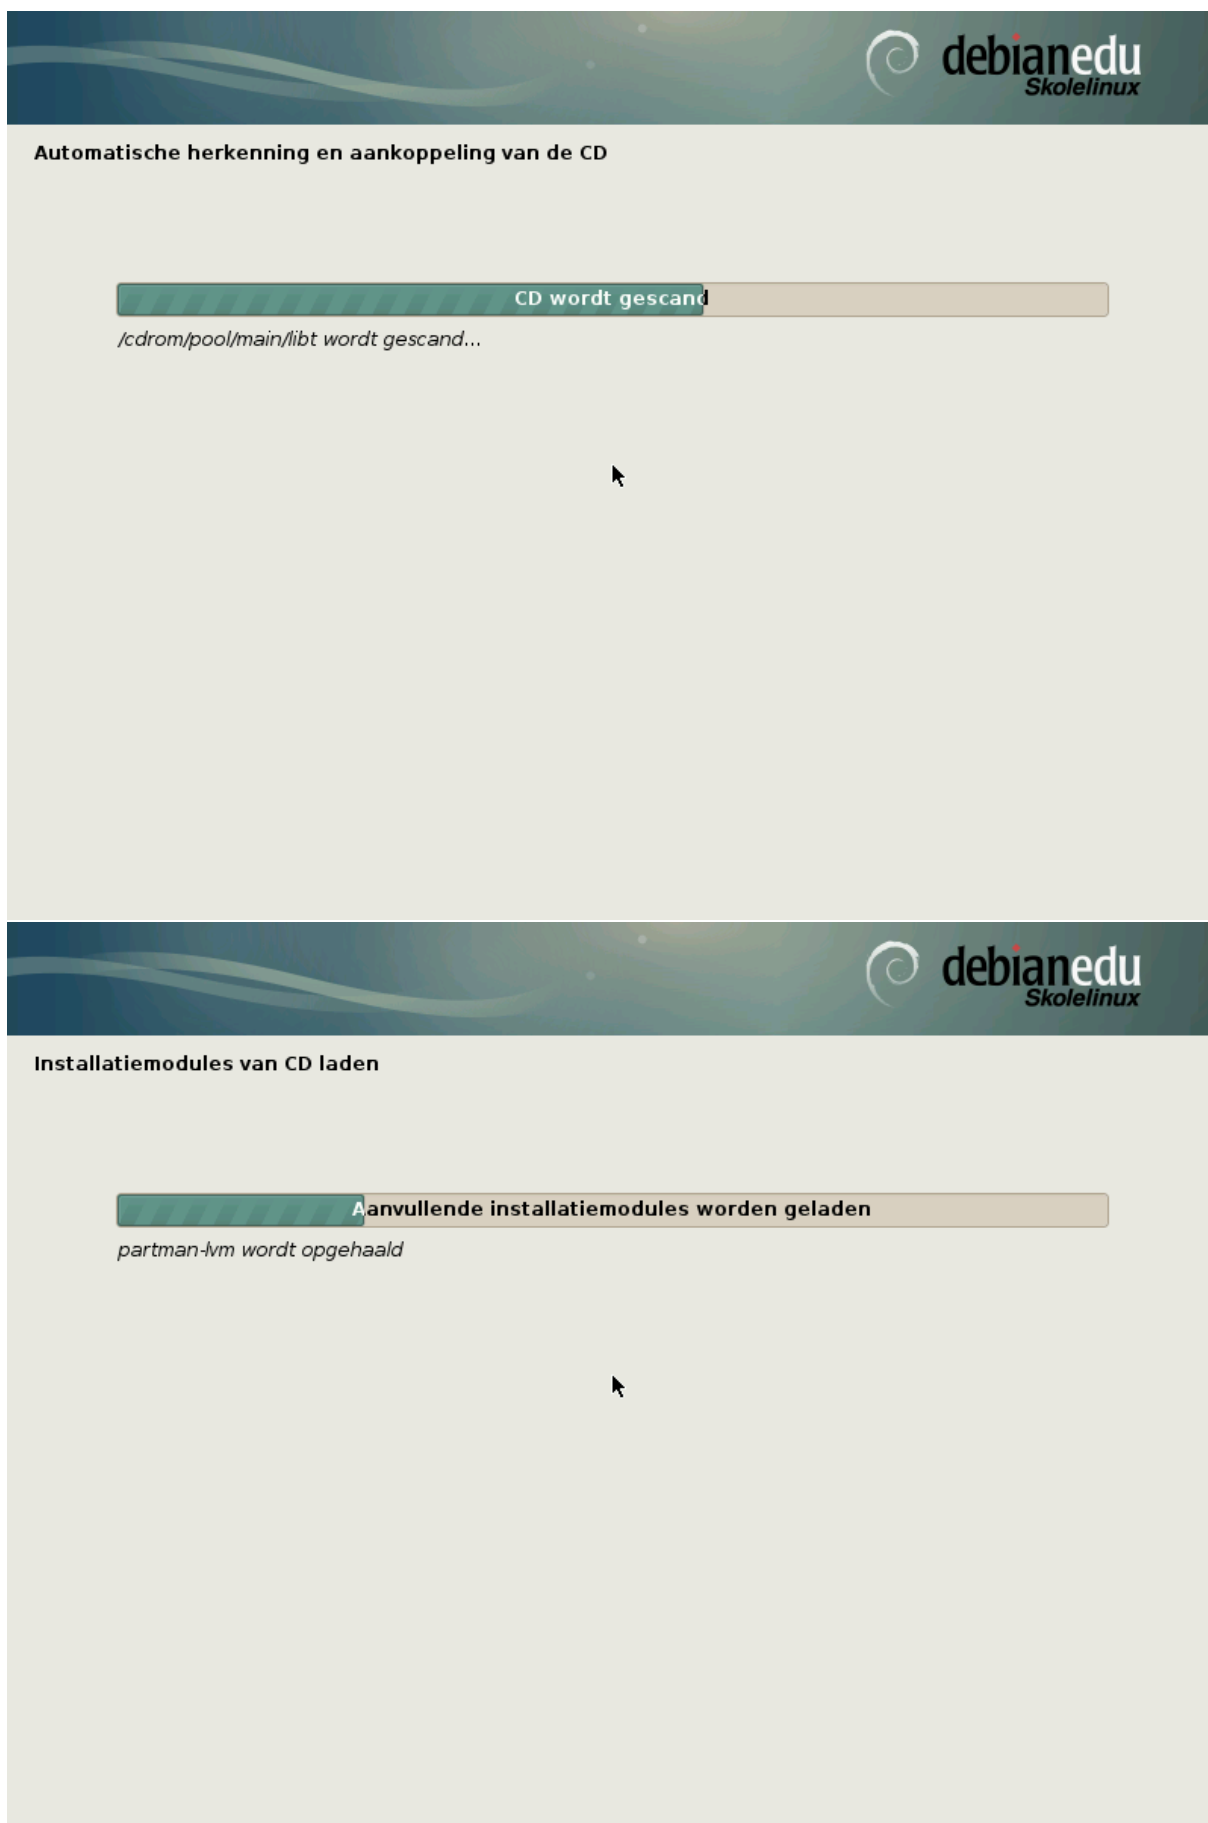 debianedu
Skolelinux
Automatische herkenning en aankoppeling van de CD
CD wordt gescand
/cdrom/pool/main/libt wordt gescand...
debianedu
Skolelinux
Installatiemodules van CD laden
Aanvullende installatiemodules worden geladen
partman-lvm wordt opgehaald